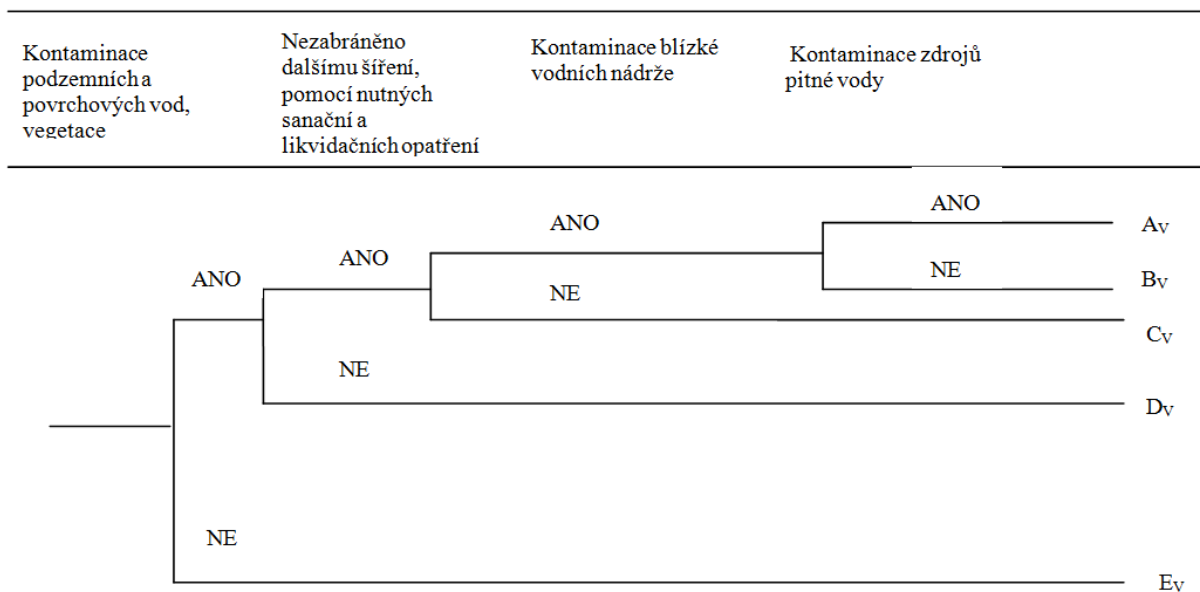 Kontaminace
podzemních a
povrchových vod,
vegetace
Nezabráněno
dalšímu šíření,
pomocí nutných
sanační a
likvidačních opatření
Kontaminace blízké
vodních nádrže
Kontaminace zdrojů
pitné vody
ANO
ANO
ANO
ANO
NE
NE
NE
NE
AV
BV
CV
DV
EV